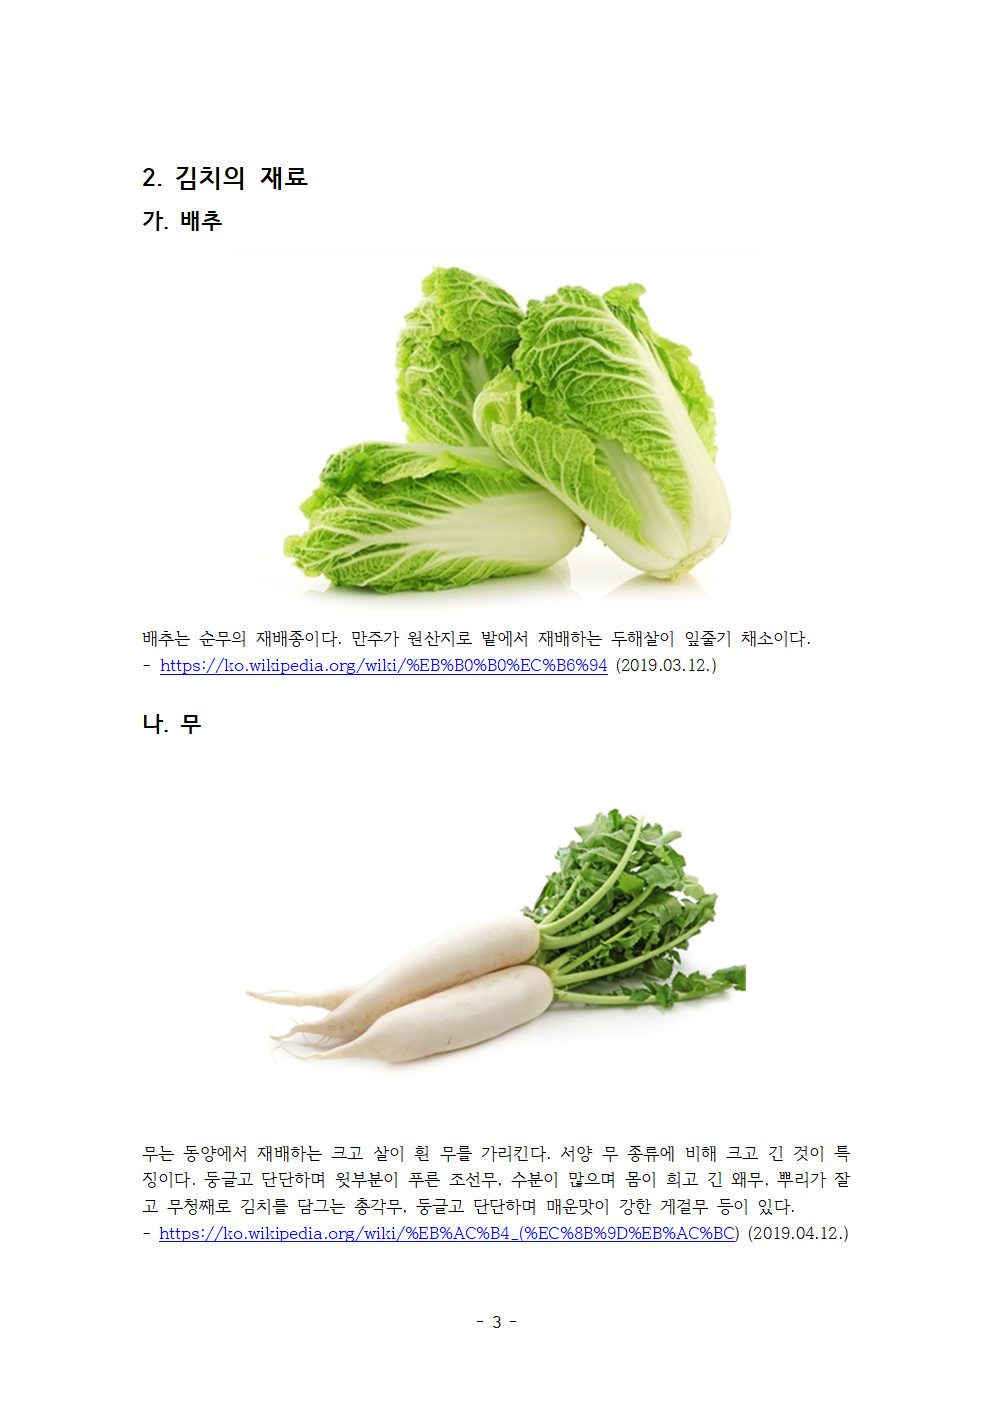 2. 김치의 재료
가. 배추
배추는 순무의 재배종이다. 만주가 원산지로 밭에서 재배하는 두해살이 잎줄기 채소이다.
- https://ko.wikipedia.org/wiki/%EB%B0%B0%EC%B6%94 (2019.03.12.)
나. 무
무는 동양에서 재배하는 크고 살이 흰 무를 가리킨다. 서양 무 종류에 비해 크고 긴 것이 특
징이다. 둥글고 단단하며 윗부분이 푸른 조선무, 수분이 많으며 몸이 희고 긴 왜무, 뿌리가 잘
고 무청째로 김치를 담그는 총각무, 둥글고 단단하며 매운맛이 강한 게걸무 등이 있다.
- https://ko.wikipedia.org/wiki/%EB%AC%B4_(%EC%8B%9D%EB%AC%BC) (2019.04.12.)
- 3 -